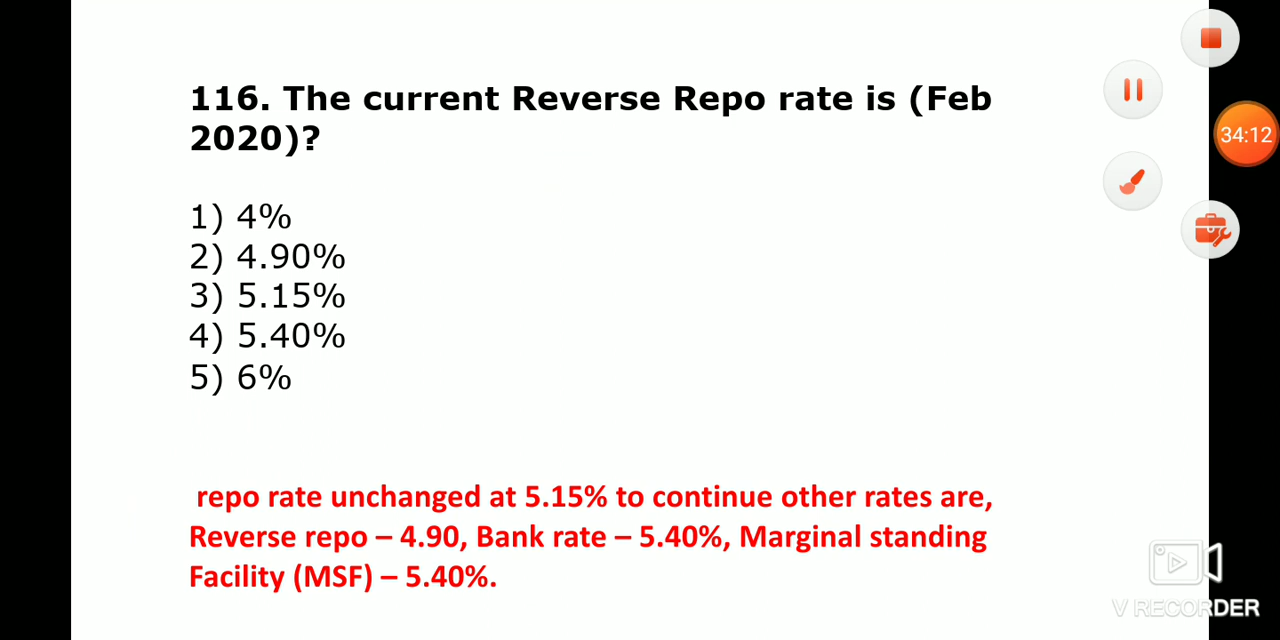 116. The current Reverse Repo rate is (Feb
2020)?
1) 4%
2) 4.90%
3) 5.15%
4) 5.40%
5) 6%
repo rate unchanged at 5.15% to continue other rates are,
Reverse repo – 4.90, Bank rate – 5.40%, Marginal standing
Facility (MSF) – 5.40%.
34:12
V RECORDER